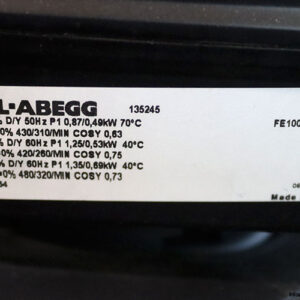 L-ABEGG 135245
% D/Y 50Hz P1 0,87/0,49kW 70°C FE100
0% 430/310/MIN COSY 0,63
% D/Y 60Hz P1 1,25/0,53kW 40°C
0% 420/260/MIN COSY 0,75
% D/Y 60Hz P1 1,35/0,69kW 40°C
0% 480/320/MIN COSY 0,73
54
Made